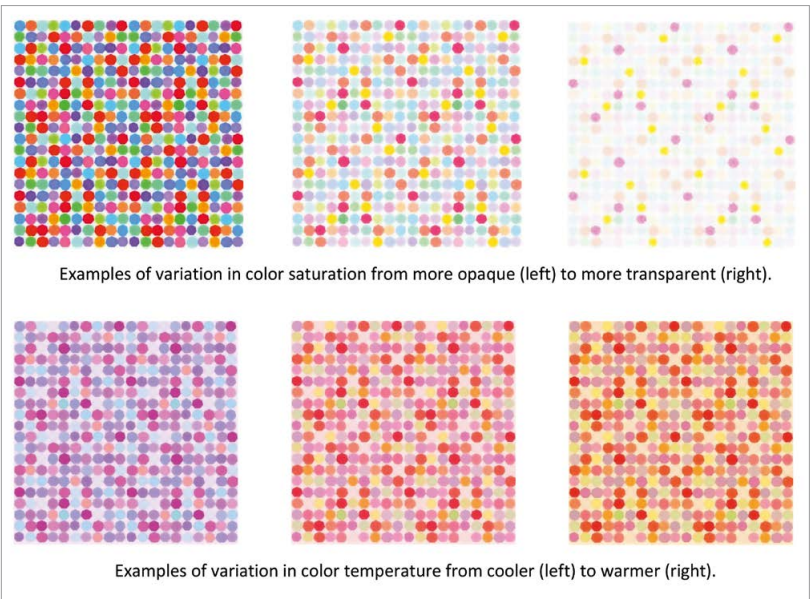 Examples of variation in color saturation from more opaque (left) to more transparent (right).
Examples of variation in color temperature from cooler (left) to warmer (right).